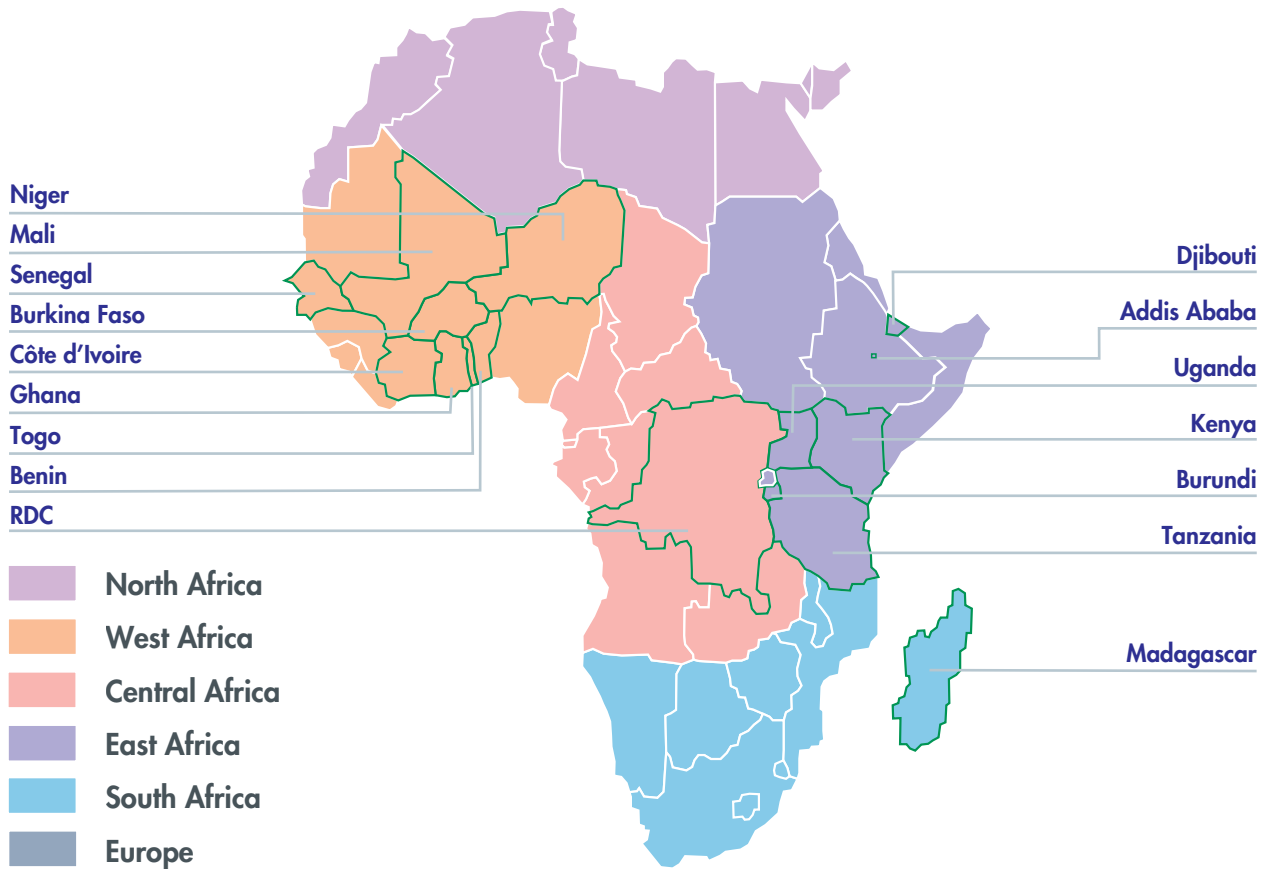 Niger
Mali
Senegal
Burkina Faso
Côte d’Ivoire
Ghana
Togo
Benin
RDC
Djibouti
Addis Ababa
Uganda
Kenya
Burundi
Tanzania
Madagascar
North Africa
West Africa
Central Africa
East Africa
South Africa
Europe